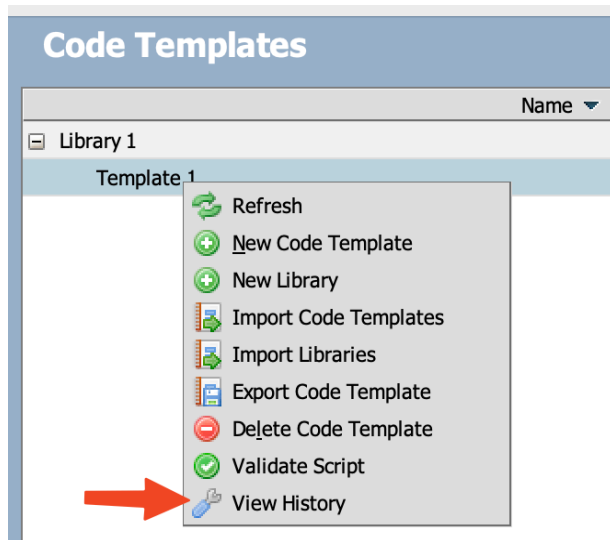 Code Templates
Name
Library 1
Template 1
Refresh
New Code Template
New Library
Import Code Templates
Import Libraries
Export Code Template
Delete Code Template
Validate Script
View History